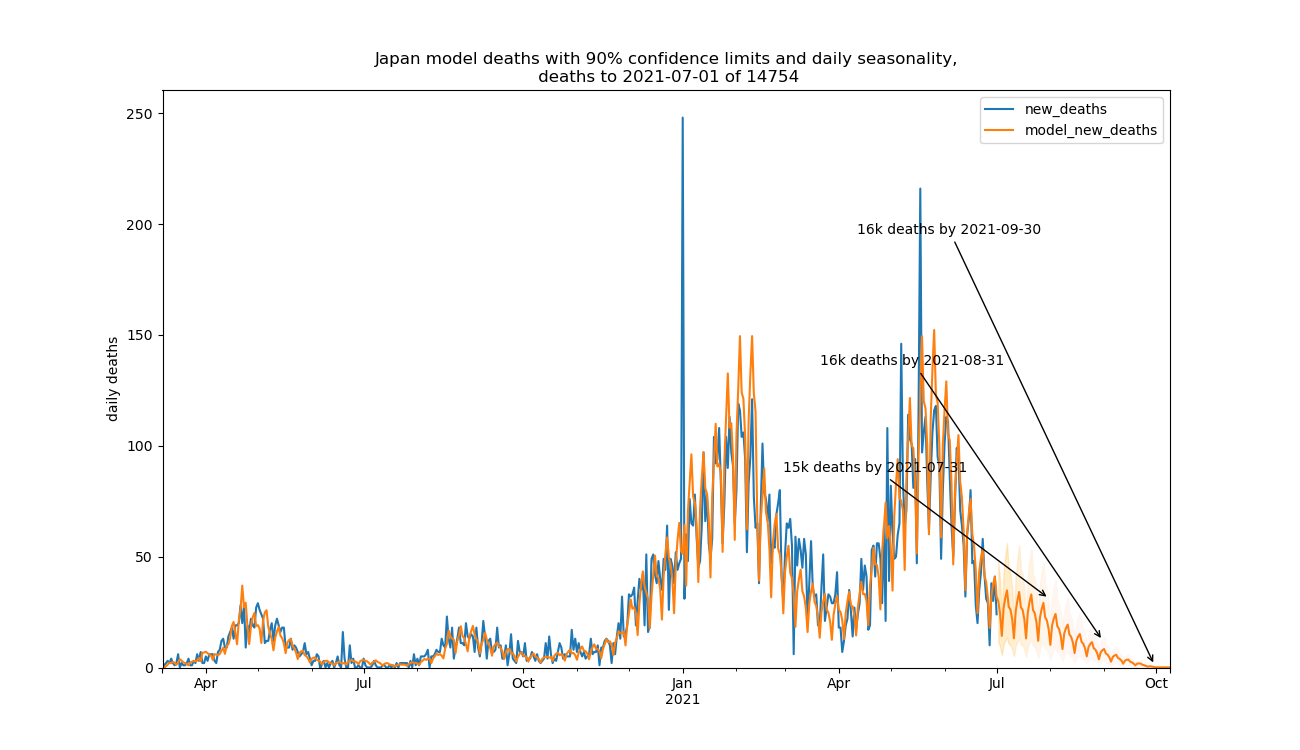 Japan model deaths with 90% confidence limits and daily seasonality,
deaths to 2021-07-01 of 14754
new_deaths
model_new_deaths
250
200
150
100
50
0
daily deaths
16k deaths by 2021-09-30
16k deaths by 2021-08-31
15k deaths by 2021-07-31
Apr
Jul
Oct
Jan
2021
Apr
Jul
Oct